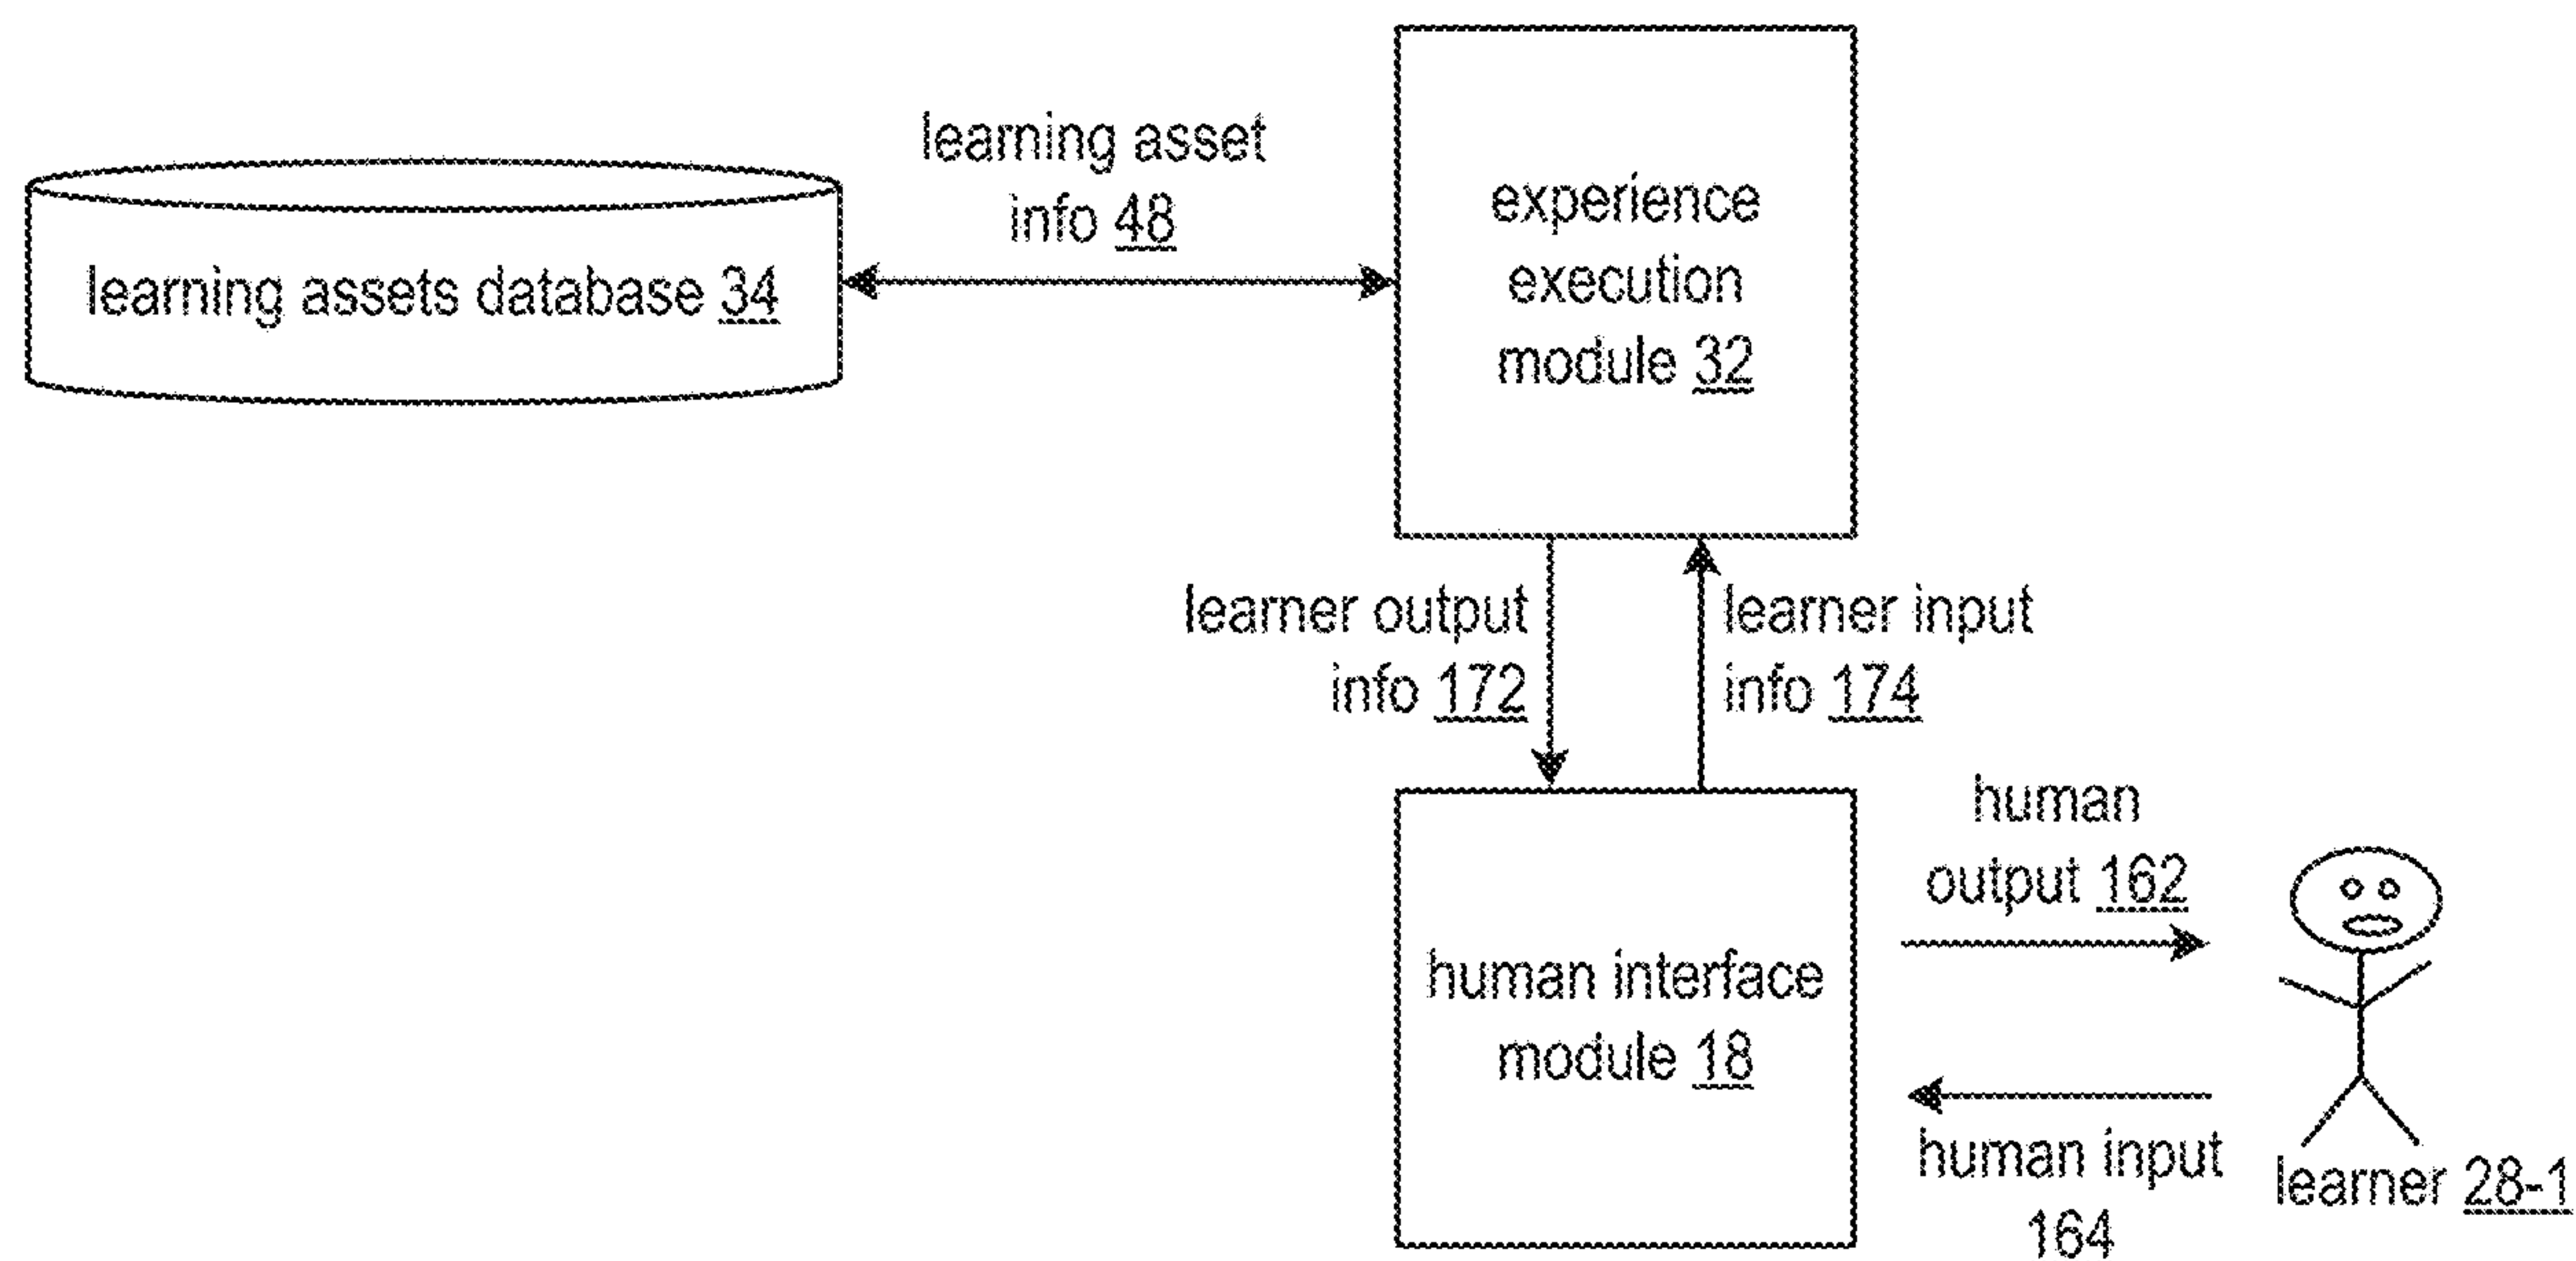 learning asset
info 48
learning assets database 34
experience
execution
module 32
learner output
info 172
learner input
info 174
human
output 162
human interface
module 18
human input
164
learner 28-1